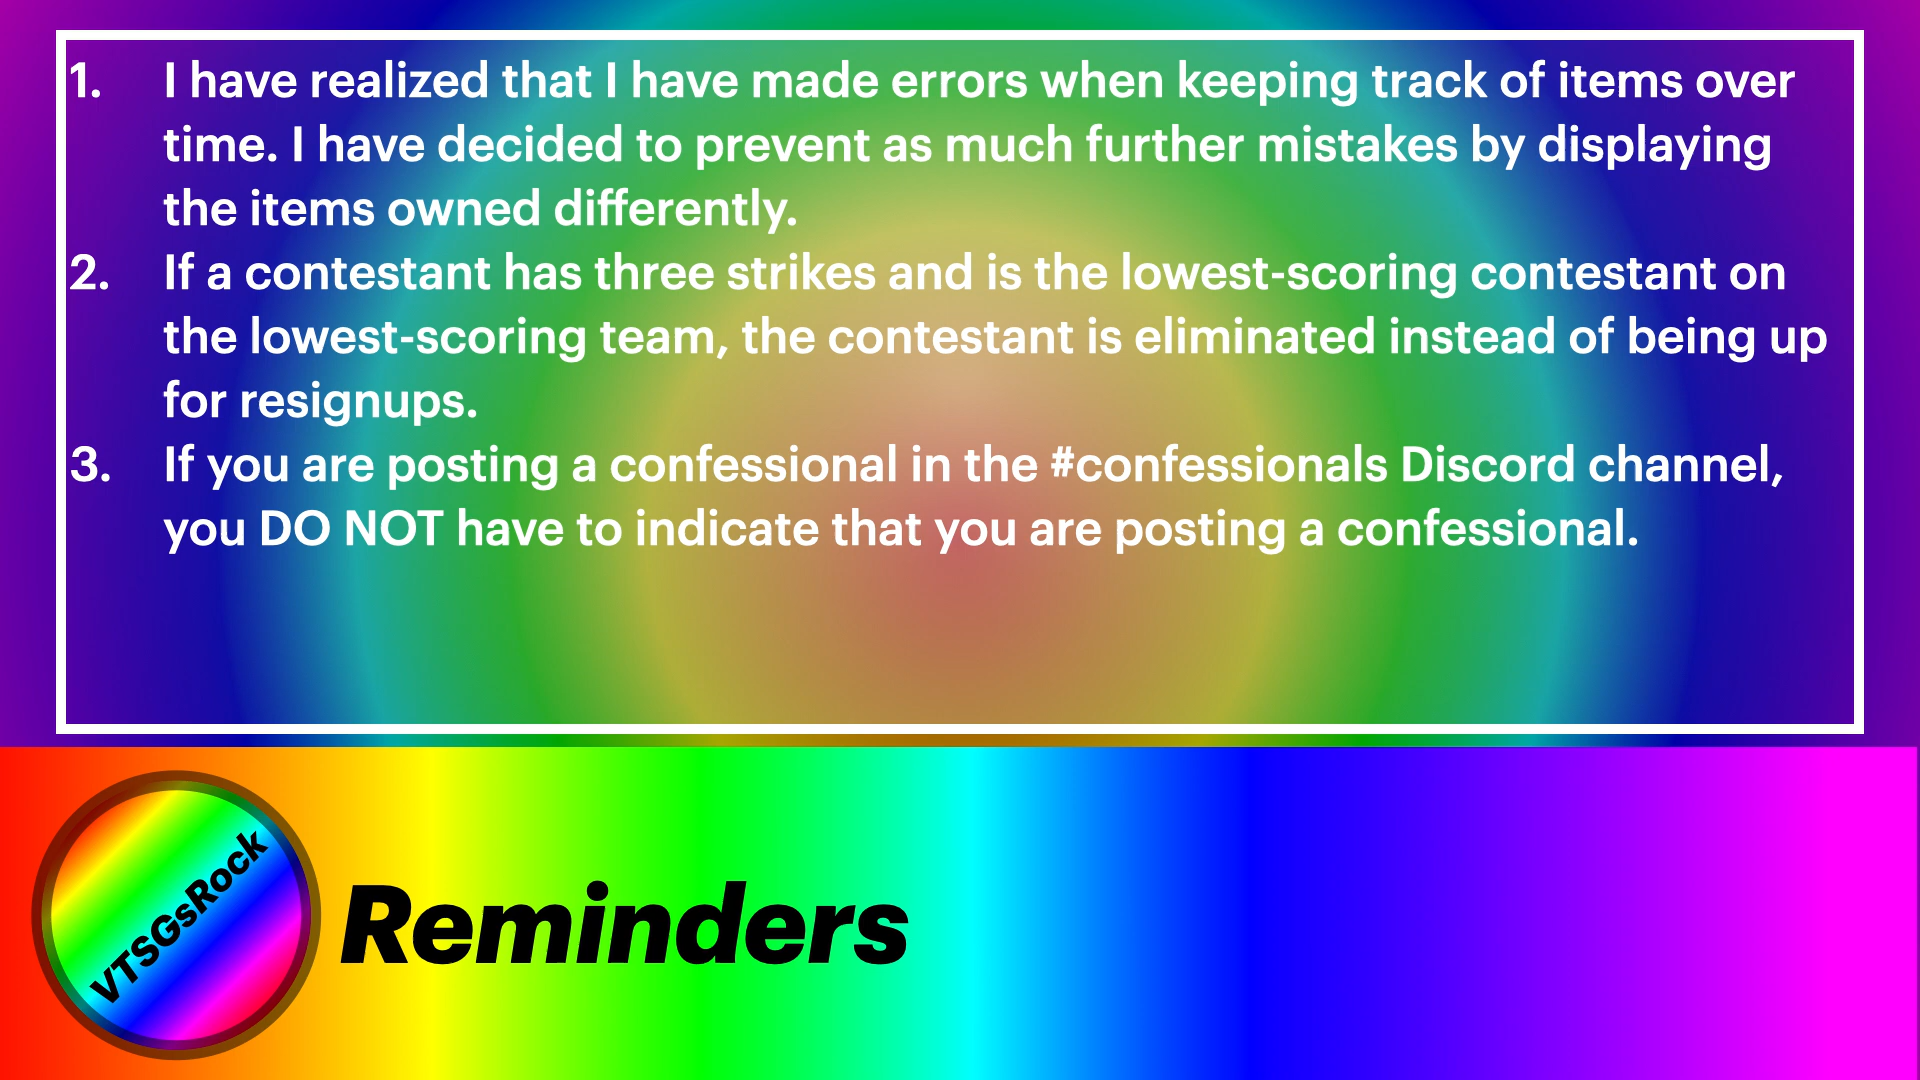 1. I have realized that I have made errors when keeping track of items over
time. I have decided to prevent as much further mistakes by displaying
the items owned differently.
2. If a contestant has three strikes and is the lowest-scoring contestant on
the lowest-scoring team, the contestant is eliminated instead of being up
for resignups.
3. If you are posting a confessional in the #confessionals Discord channel,
you DO NOT have to indicate that you are posting a confessional.
VTSGsRock
Reminders